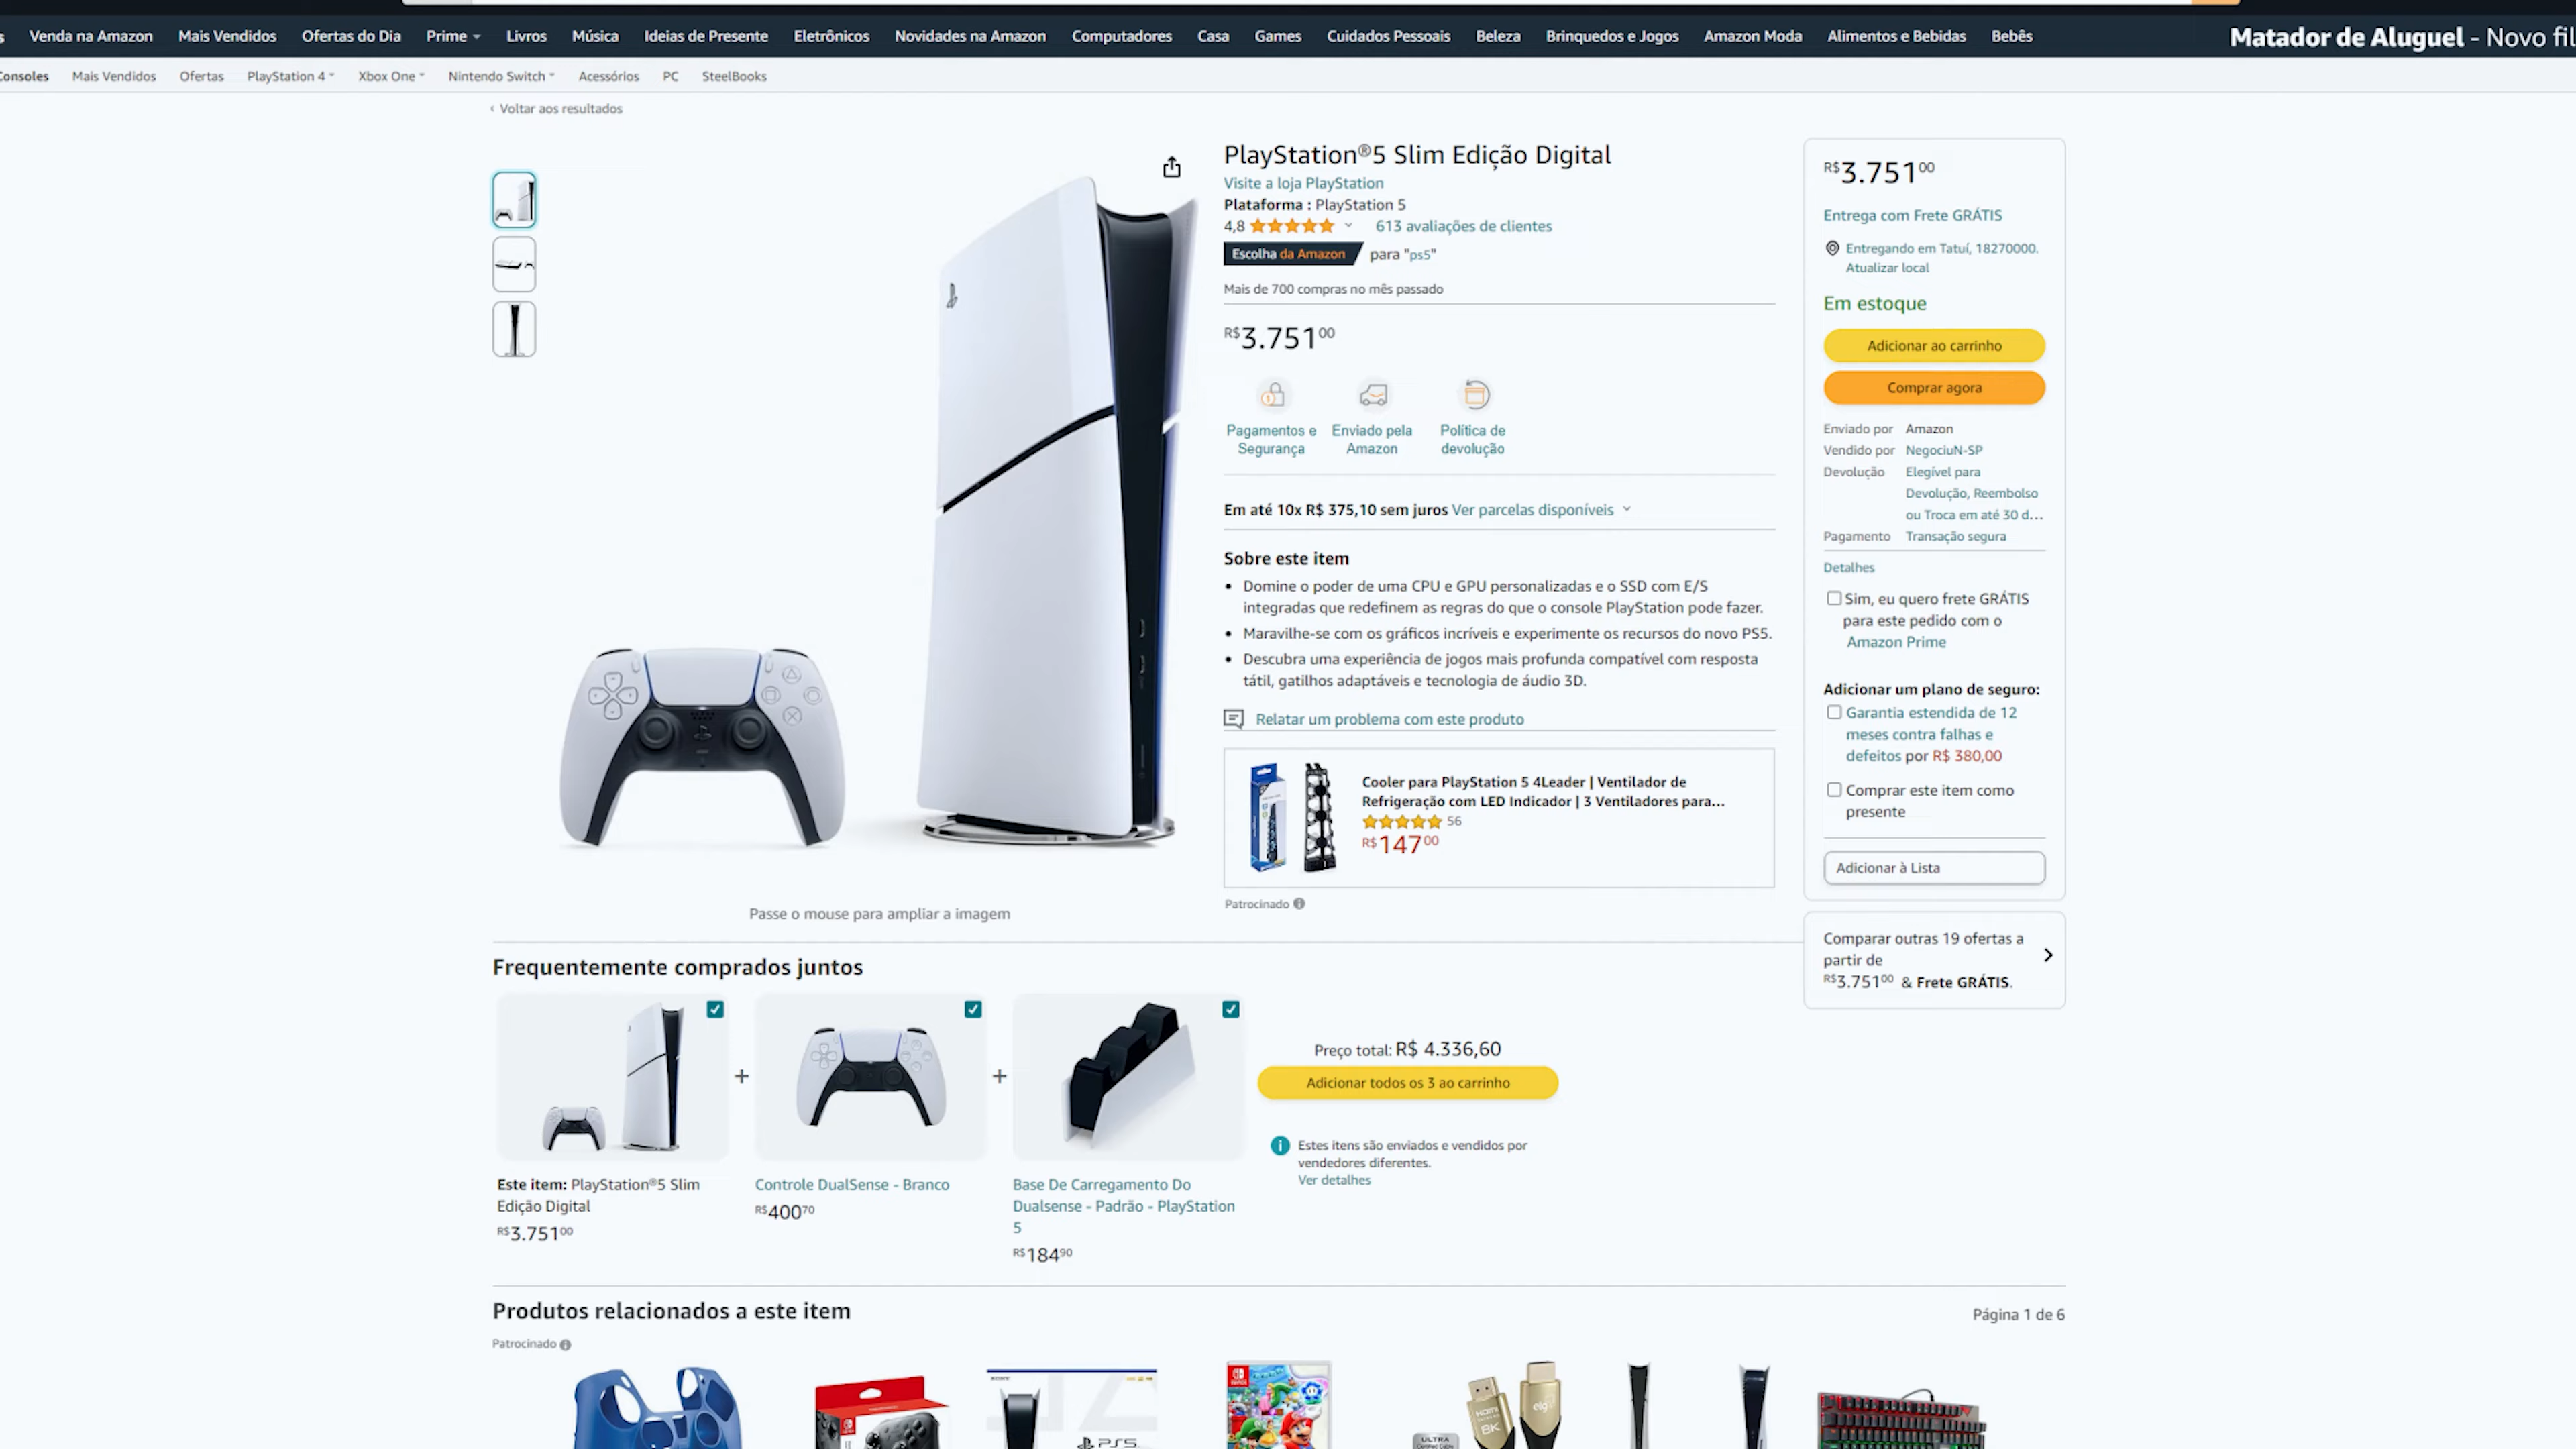 Venda na Amazon Mais Vendidos Ofertas do Dia Prime Livros Música Ideias de Presente Eletrônicos Novidades na Amazon Computadores Casa Games Cuidados Pessoais Beleza Brinquedos e Jogos Amazon Moda Alimentos e Bebidas Bebês Matador de Aluguel - Novo fil
Consoles Mais Vendidos Ofertas PlayStation 4 Xbox One Nintendo Switch Acessórios PC SteelBooks
‹ Voltar aos resultados
PlayStation®5 Slim Edição Digital
Visite a loja PlayStation
Plataforma : PlayStation 5
4,8 613 avaliações de clientes
Escolha da Amazon para "ps5"
Mais de 700 compras no mês passado
R$3.75100
Pagamentos e Segurança
Enviado pela Amazon
Política de devolução
Em até 10x R$ 375,10 sem juros Ver parcelas disponíveis
Sobre este item
• Domine o poder de uma CPU e GPU personalizadas e o SSD com E/S
integradas que redefinem as regras do que o console PlayStation pode fazer.
• Maravilhe-se com os gráficos incríveis e experimente os recursos do novo PS5.
• Descubra uma experiência de jogos mais profunda compatível com resposta
tátil, gatilhos adaptáveis e tecnologia de áudio 3D.
Relatar um problema com este produto
Cooler para PlayStation 5 4Leader | Ventilador de
Refrigeração com LED Indicador | 3 Ventiladores para...
56
R$14700
Patrocinado
R$3.75100
Entrega com Frete GRÁTIS
Entregando em Tatuí, 18270000.
Atualizar local
Em estoque
Adicionar ao carrinho
Comprar agora
Enviado por Amazon
Vendido por NegociuN-SP
Devolução Elegível para
Devolução, Reembolso
ou Troca em até 30 d...
Pagamento Transação segura
Detalhes
Sim, eu quero frete GRÁTIS
para este pedido com o
Amazon Prime
Adicionar um plano de seguro:
Garantia estendida de 12
meses contra falhas e
defeitos por R$ 380,00
Comprar este item como
presente
Adicionar à Lista
Comparar outras 19 ofertas a
partir de
R$3.75100 & Frete GRÁTIS.
Passe o mouse para ampliar a imagem
Frequentemente comprados juntos
+
+
Este item: PlayStation®5 Slim
Edição Digital
R$3.75100
Controle DualSense - Branco
R$40070
Base De Carregamento Do
Dualsense - Padrão - PlayStation
5
R$18490
Preço total: R$ 4.336,60
Adicionar todos os 3 ao carrinho
Estes itens são enviados e vendidos por
vendedores diferentes.
Ver detalhes
Produtos relacionados a este item
Página 1 de 6
Patrocinado
SONY
PS5
HDMI
8K
elg
ULTRA